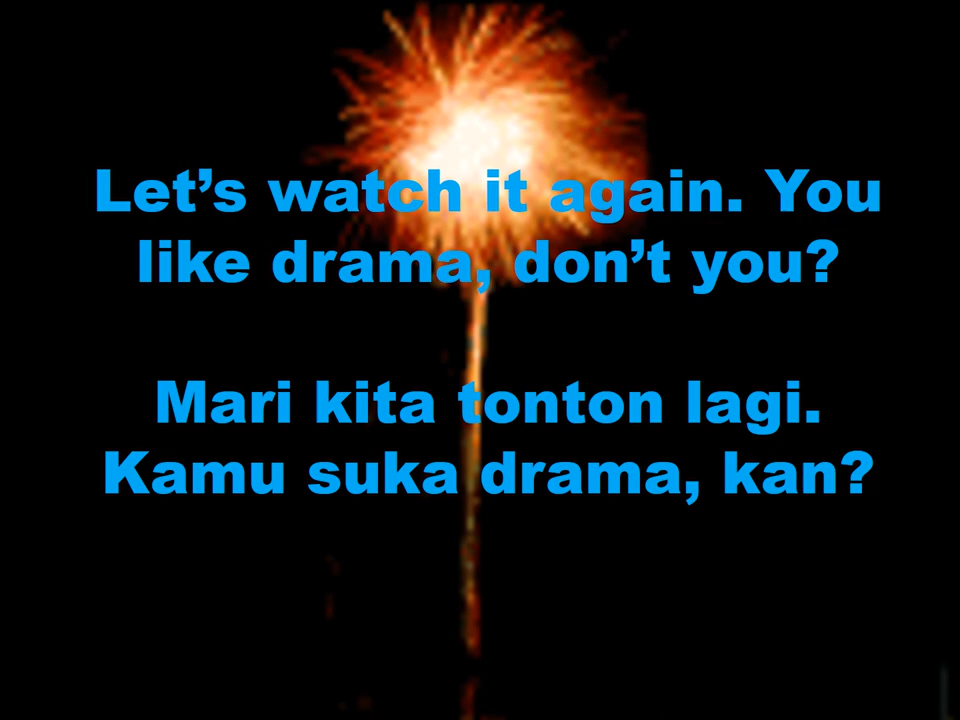 Let’s watch it again. You
like drama, don’t you?
Mari kita tonton lagi.
Kamu suka drama, kan?